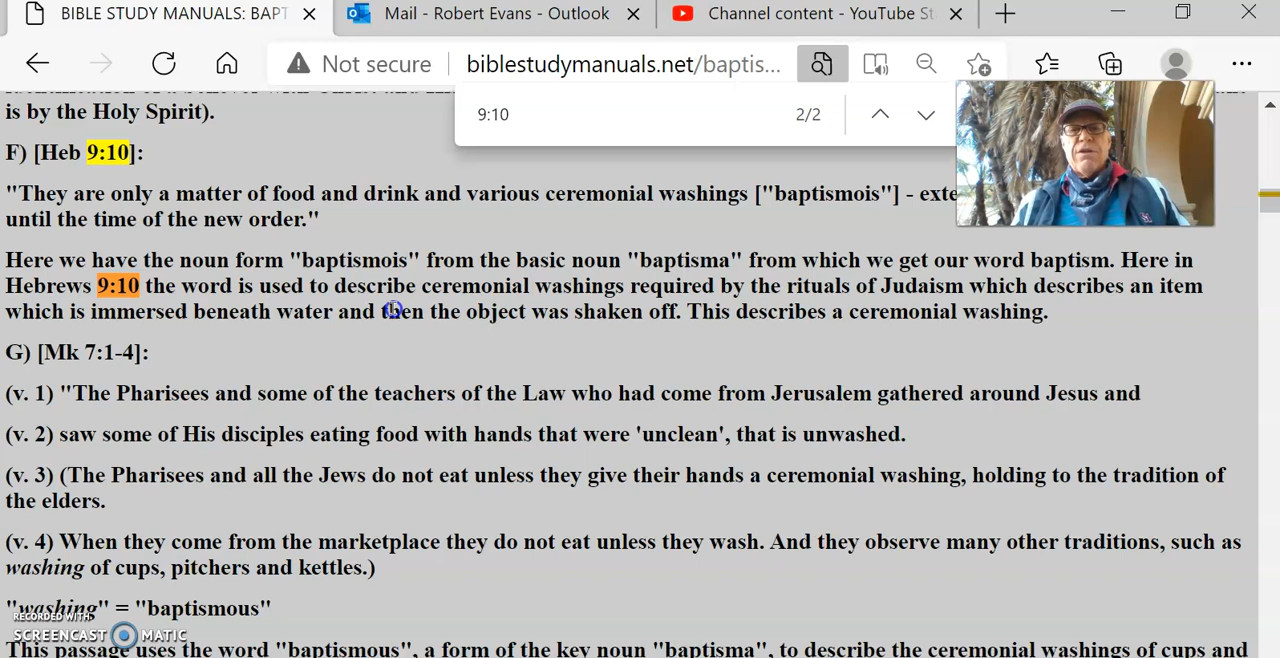 BIBLE STUDY MANUALS: BAPT
Mail - Robert Evans - Outlook
Channel content - YouTube St
Not secure
biblestudymanuals.net/baptis...
9:10
2/2
is by the Holy Spirit).
F) [Heb 9:10]:
"They are only a matter of food and drink and various ceremonial washings ["baptismois"] - exte
until the time of the new order."
Here we have the noun form "baptismois" from the basic noun "baptisma" from which we get our word baptism. Here in
Hebrews 9:10 the word is used to describe ceremonial washings required by the rituals of Judaism which describes an item
which is immersed beneath water and then the object was shaken off. This describes a ceremonial washing.
G) [Mk 7:1-4]:
(v. 1) "The Pharisees and some of the teachers of the Law who had come from Jerusalem gathered around Jesus and
(v. 2) saw some of His disciples eating food with hands that were 'unclean', that is unwashed.
(v. 3) (The Pharisees and all the Jews do not eat unless they give their hands a ceremonial washing, holding to the tradition of
the elders.
(v. 4) When they come from the marketplace they do not eat unless they wash. And they observe many other traditions, such as
washing of cups, pitchers and kettles.)
"washing" = "baptismous"
RECORDED WITH
SCREENCAST MATIC
This passage uses the word "baptismous", a form of the key noun "baptisma", to describe the ceremonial washings of cups and